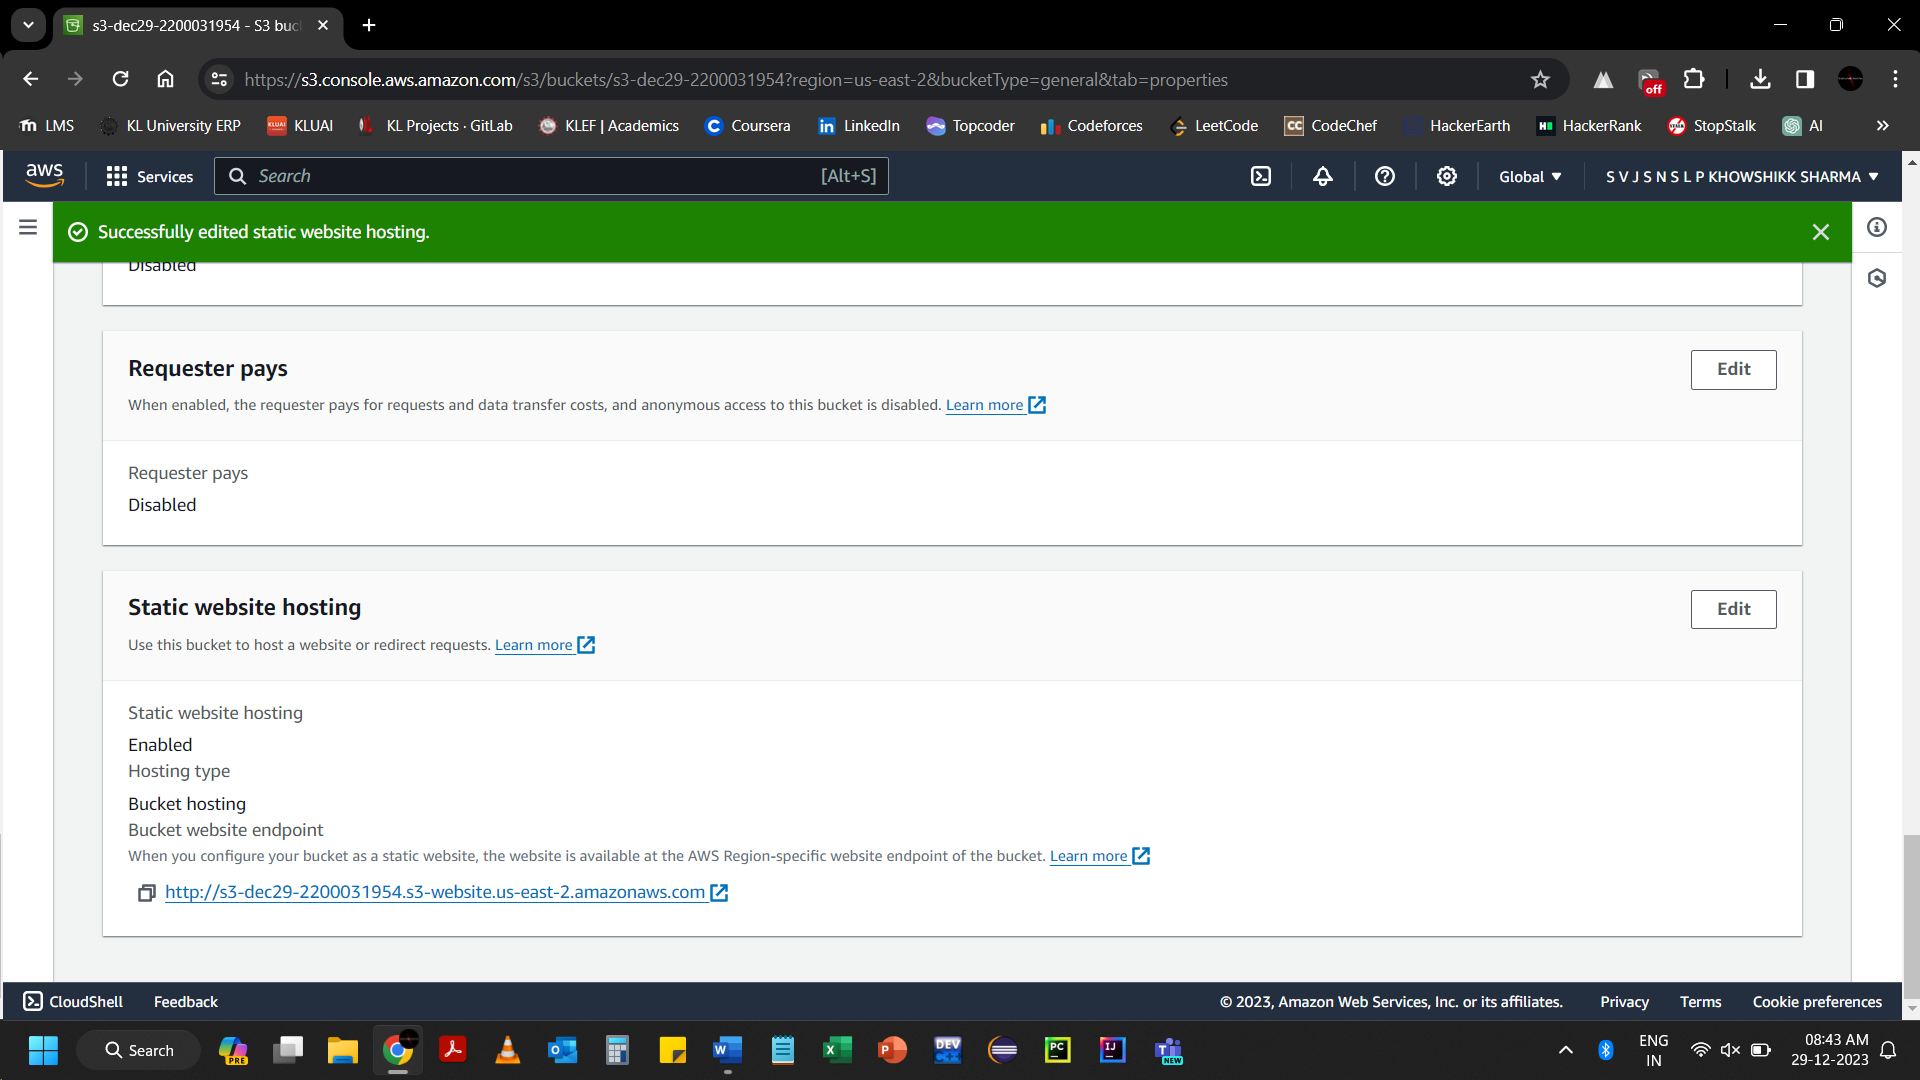 s3-dec29-2200031954 - S3 buc
https://s3.console.aws.amazon.com/s3/buckets/s3-dec29-2200031954?region=us-east-2&bucketType=general&tab=properties
off
LMS KL University ERP KLUAI KL Projects · GitLab KLEF | Academics Coursera LinkedIn Topcoder Codeforces LeetCode CodeChef HackerEarth HackerRank StopStalk AI
aws Services Search [Alt+S] Global S V J S N S L P KHOWSHIKK SHARMA
Successfully edited static website hosting.
Disabled
Requester pays
Edit
When enabled, the requester pays for requests and data transfer costs, and anonymous access to this bucket is disabled. Learn more
Requester pays
Disabled
Static website hosting
Edit
Use this bucket to host a website or redirect requests. Learn more
Static website hosting
Enabled
Hosting type
Bucket hosting
Bucket website endpoint
When you configure your bucket as a static website, the website is available at the AWS Region-specific website endpoint of the bucket. Learn more
http://s3-dec29-2200031954.s3-website.us-east-2.amazonaws.com
CloudShell Feedback © 2023, Amazon Web Services, Inc. or its affiliates. Privacy Terms Cookie preferences
Search
PRE
DEV
PC
IJ
NEW
ENG
IN
08:43 AM
29-12-2023